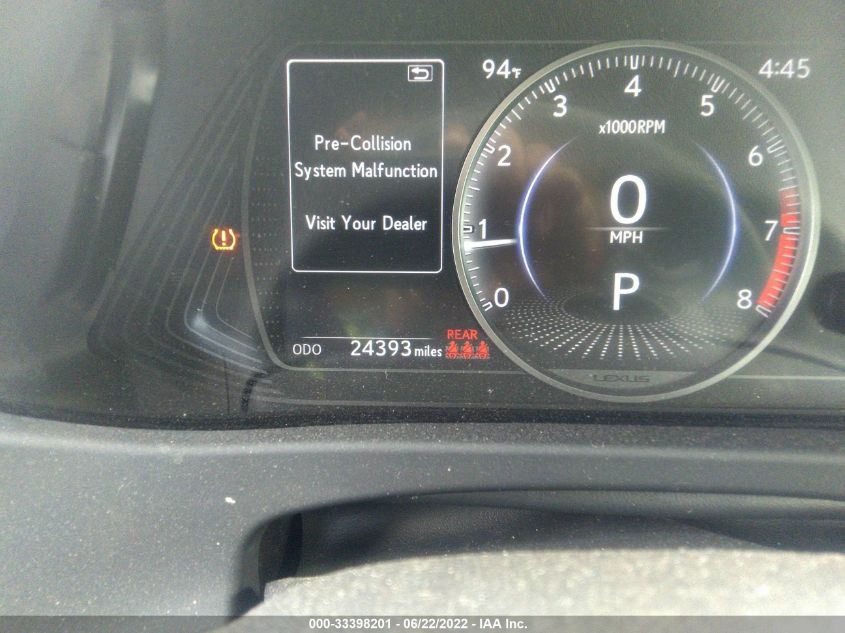 94°F
4:45
Pre-Collision
System Malfunction
Visit Your Dealer
0
1
2
3
4
5
6
7
8
x1000RPM
0
MPH
P
ODO 24393 miles
REAR
LEXUS
000-33398201 - 06/22/2022 - IAA Inc.